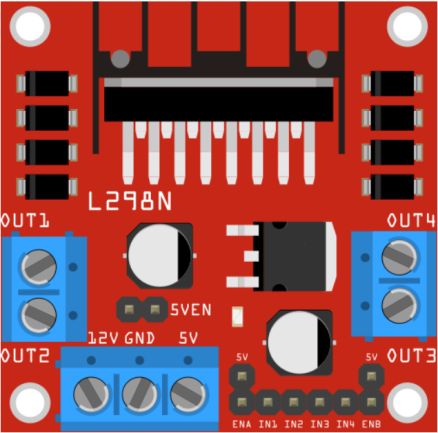 L298N
OUT1
OUT4
5VEN
12V GND 5V
OUT2
OUT3
5V
5V
ENA IN1 IN2 IN3 IN4 ENB